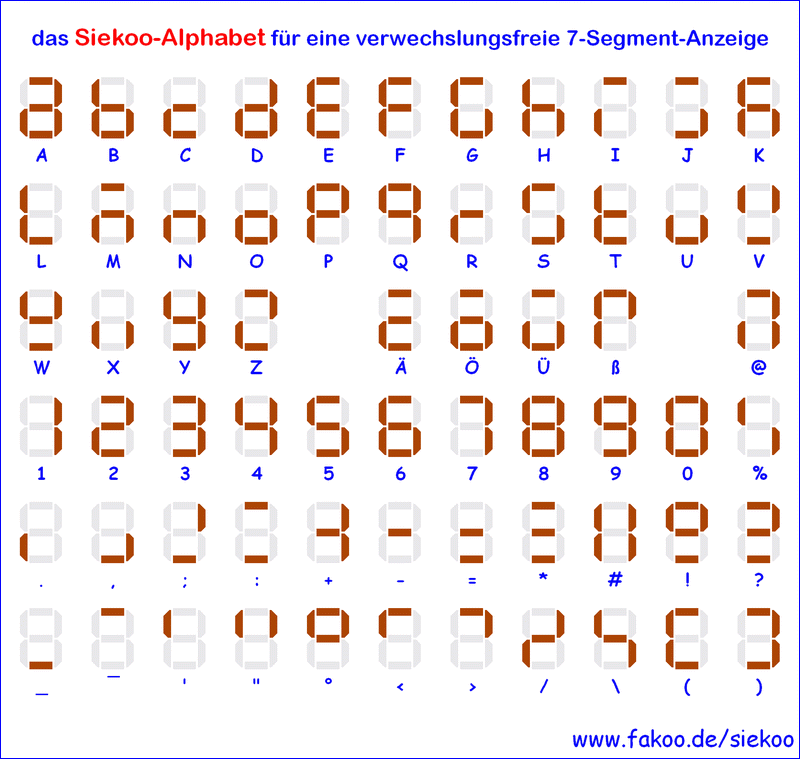 das Siekoo-Alphabet für eine verwechslungsfreie 7-Segment-Anzeige
A B C D E F G H I J K
L M N O P Q R S T U V
W X Y Z Ä Ö Ü ß @
1 2 3 4 5 6 7 8 9 0 %
. , ; : + - = * # ! ?
_ ‾ ' " ° < > / \ ( )
www.fakoo.de/siekoo